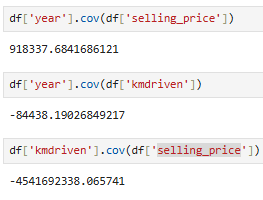 df['year'].cov(df['selling_price'])
918337.6841686121
df['year'].cov(df['kmdriven'])
-84438.19026849217
df['kmdriven'].cov(df['selling_price'])
-4541692338.065741